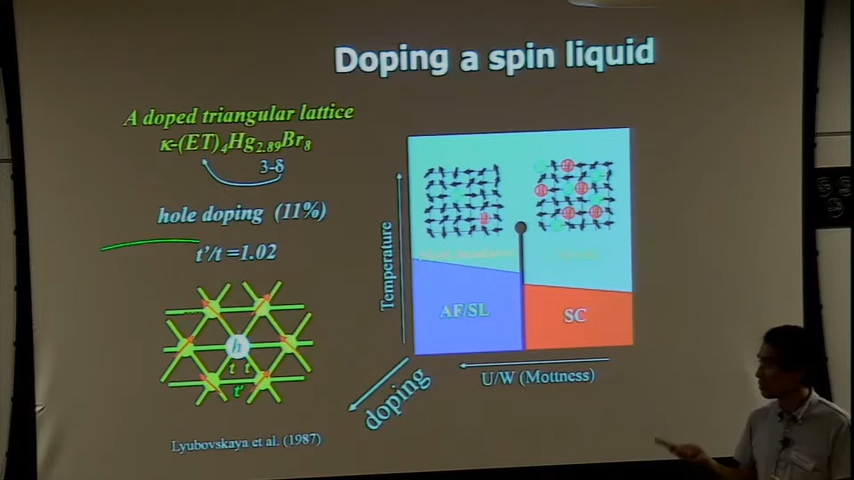 Doping a spin liquid
A doped triangular lattice
κ-(ET)₄Hg₂.₈₉Br₈
3-δ
hole doping (11%)
t'/t =1.02
h
t t
t'
Lyubovskaya et al. (1987)
Temperature
AF/SL
SC
U/W (Mottness)
doping